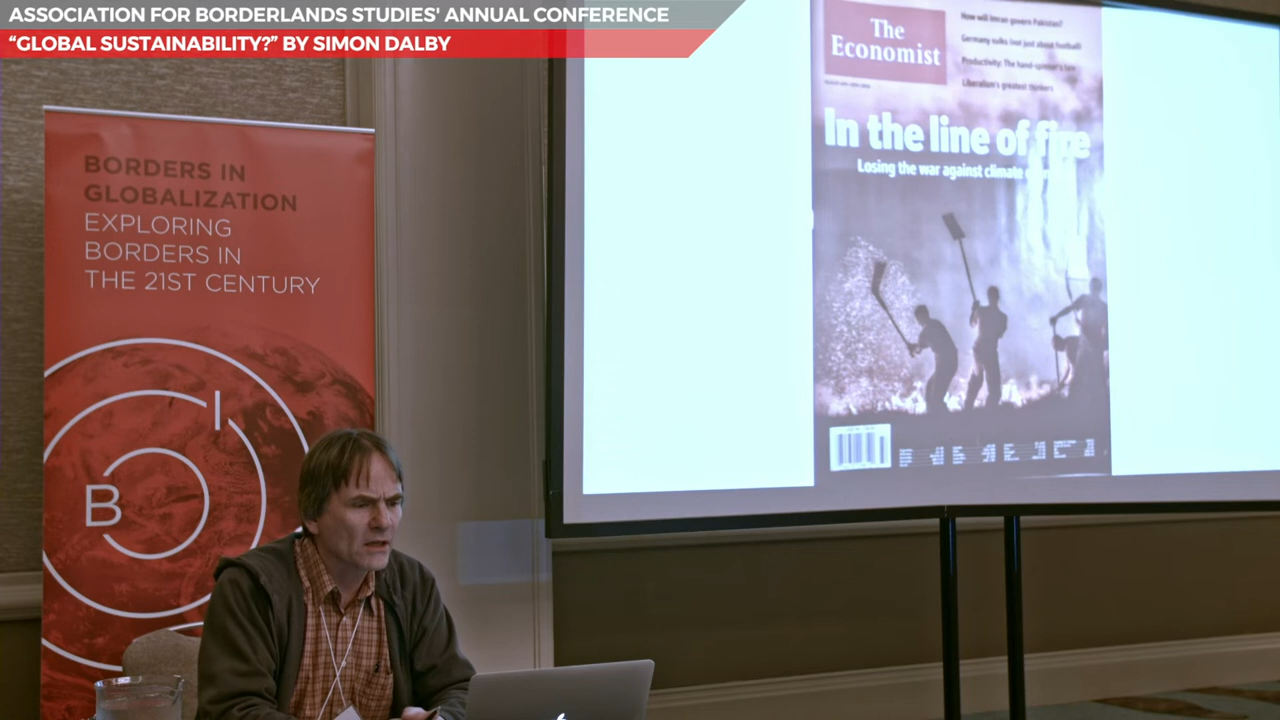 ASSOCIATION FOR BORDERLANDS STUDIES' ANNUAL CONFERENCE
“GLOBAL SUSTAINABILITY?” BY SIMON DALBY
BORDERS IN
GLOBALIZATION
EXPLORING
BORDERS IN
THE 21ST CENTURY
B
I
The
Economist
How will Imran govern Pakistan?
Germany sulks (not just about football)
Productivity: The hand-spinner's tale
Liberalism's greatest thinkers
In the line of fire
Losing the war against climate